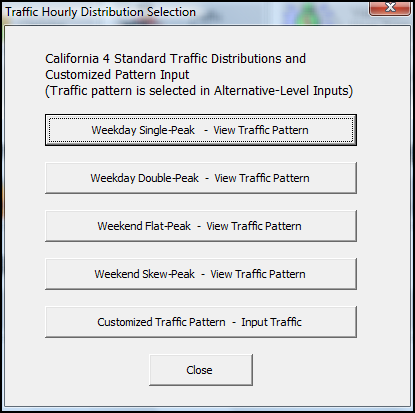 Traffic Hourly Distribution Selection
California 4 Standard Traffic Distributions and
Customized Pattern Input
(Traffic pattern is selected in Alternative-Level Inputs)
Weekday Single-Peak - View Traffic Pattern
Weekday Double-Peak - View Traffic Pattern
Weekend Flat-Peak - View Traffic Pattern
Weekend Skew-Peak - View Traffic Pattern
Customized Traffic Pattern - Input Traffic
Close